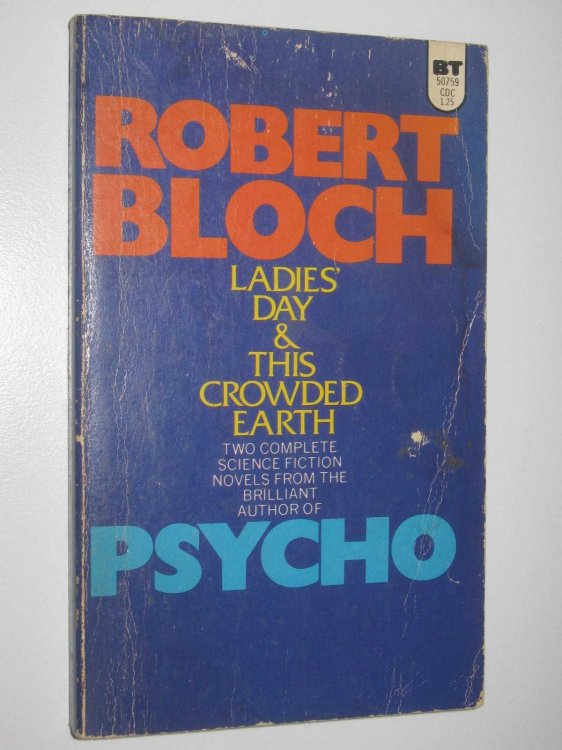 BT
50759
CDC
1.25
ROBERT
BLOCH
LADIES'
DAY
&
THIS
CROWDED
EARTH
TWO COMPLETE
SCIENCE FICTION
NOVELS FROM THE
BRILLIANT
AUTHOR OF
PSYCHO